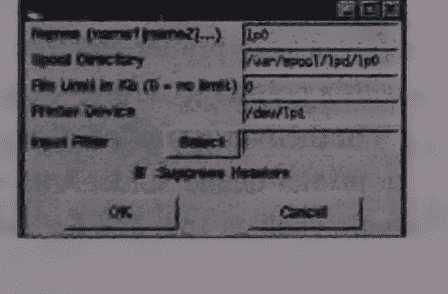 Names (name1|name2|...) lp0
Spool Directory /var/spool/lpd/lp0
File Limit in Kb (0 = no limit) 0
Printer Device /dev/lp1
Input Filter Select
Suppress Headers
OK Cancel